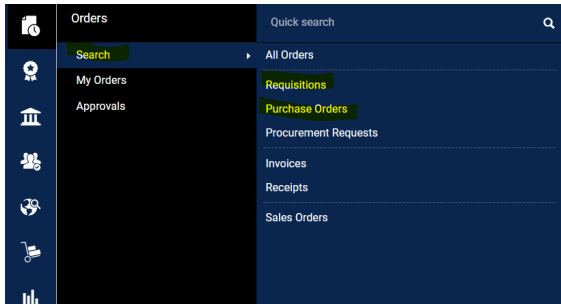 Orders
Quick search
Search
All Orders
My Orders
Requisitions
Approvals
Purchase Orders
Procurement Requests
Invoices
Receipts
Sales Orders